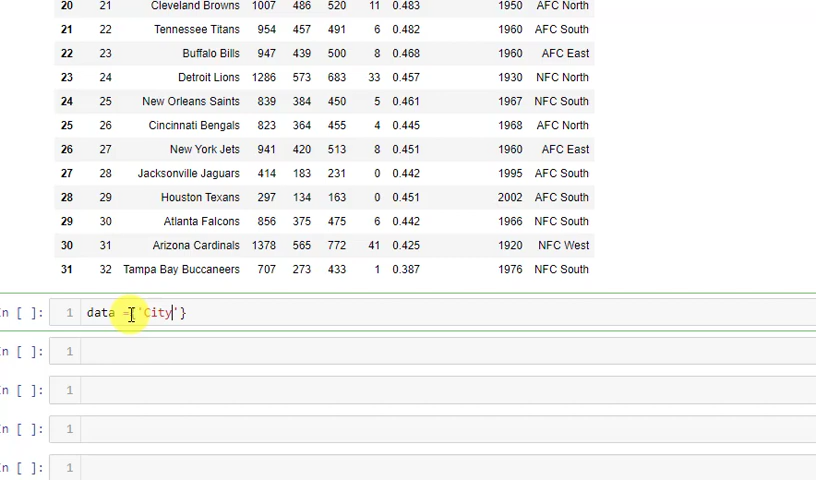 20 21 Cleveland Browns 1007 486 520 11 0.483 1950 AFC North
21 22 Tennessee Titans 954 457 491 6 0.482 1960 AFC South
22 23 Buffalo Bills 947 439 500 8 0.468 1960 AFC East
23 24 Detroit Lions 1286 573 683 33 0.457 1930 NFC North
24 25 New Orleans Saints 839 384 450 5 0.461 1967 NFC South
25 26 Cincinnati Bengals 823 364 455 4 0.445 1968 AFC North
26 27 New York Jets 941 420 513 8 0.451 1960 AFC East
27 28 Jacksonville Jaguars 414 183 231 0 0.442 1995 AFC South
28 29 Houston Texans 297 134 163 0 0.451 2002 AFC South
29 30 Atlanta Falcons 856 375 475 6 0.442 1966 NFC South
30 31 Arizona Cardinals 1378 565 772 41 0.425 1920 NFC West
31 32 Tampa Bay Buccaneers 707 273 433 1 0.387 1976 NFC South
n [ ]: 1 data ={'City'}
n [ ]: 1
n [ ]: 1
n [ ]: 1
n [ ]: 1